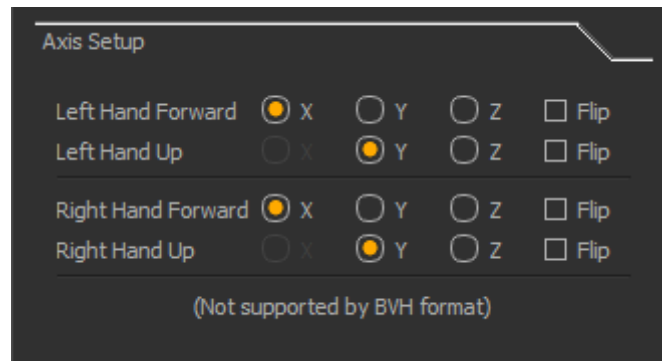 Axis Setup
Left Hand Forward X Y Z Flip
Left Hand Up X Y Z Flip
Right Hand Forward X Y Z Flip
Right Hand Up X Y Z Flip
(Not supported by BVH format)